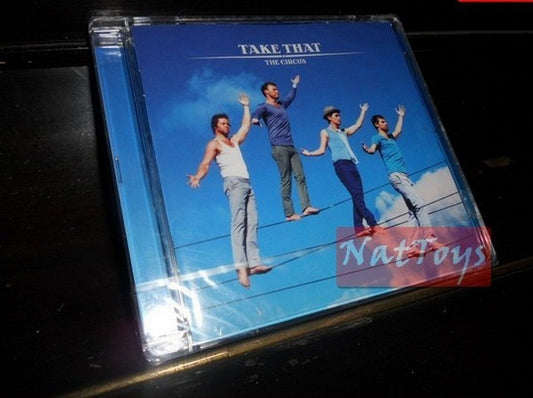 TAKE THAT
THE CIRCUS
NatToys